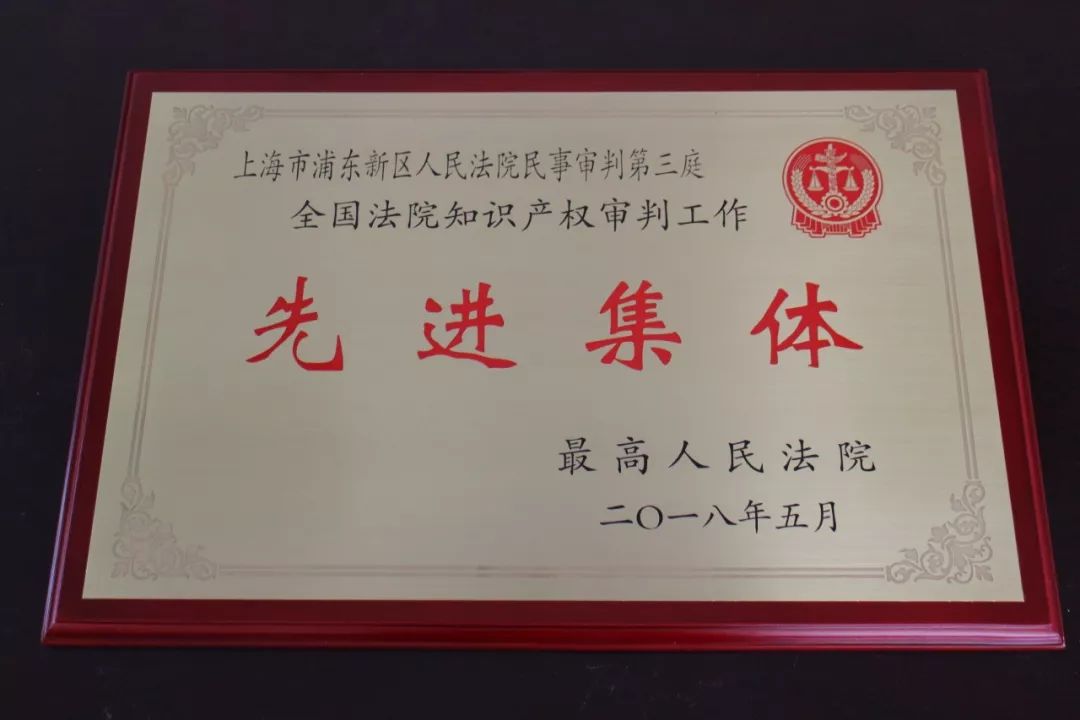 上海市浦东新区人民法院民事审判第三庭
全国法院知识产权审判工作
先进集体
最高人民法院
二〇一八年五月